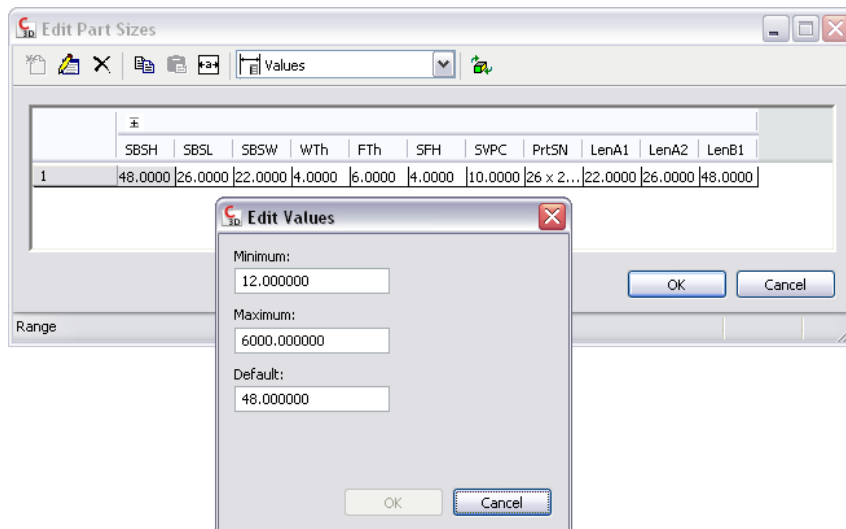 Edit Part Sizes
Values
SBSH SBSL SBSW WTh FTh SFH SVPC PrtSN LenA1 LenA2 LenB1
1 48.0000 26.0000 22.0000 4.0000 6.0000 4.0000 10.0000 26 x 2... 22.0000 26.0000 48.0000
OK Cancel
Range
Edit Values
Minimum:
12.000000
Maximum:
6000.000000
Default:
48.000000
OK Cancel